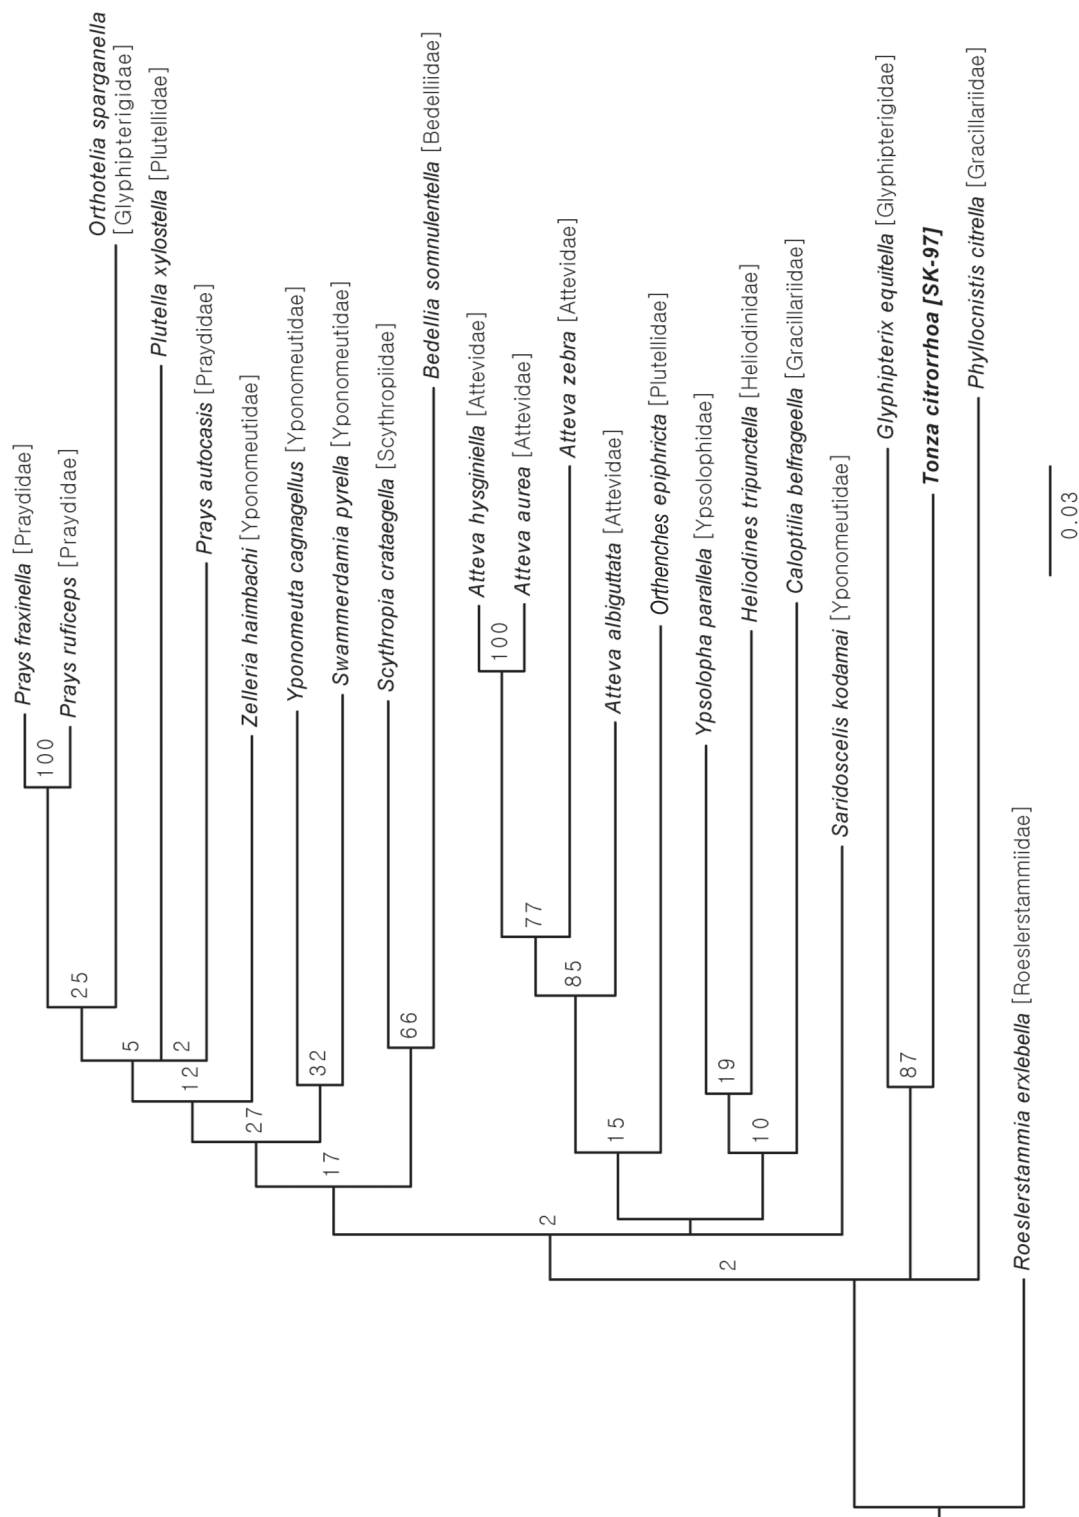 Prays fraxinella [Praydidae]
100
Prays ruficeps [Praydidae]
25
Orthotelia sparganella
[Glyphipterigidae]
5
Plutella xylostella [Plutellidae]
2
12
Prays autocasis [Praydidae]
Zelleria haimbachi [Yponomeutidae]
27
Yponomeuta cagnagellus [Yponomeutidae]
32
Swammerdamia pyrella [Yponomeutidae]
17
Scythropia crataegella [Scythropiidae]
66
Bedellia somnulentella [Bedelliidae]
2
Atteva hysginiella [Attevidae]
100
Atteva aurea [Attevidae]
77
Atteva zebra [Attevidae]
85
Atteva albiguttata [Attevidae]
15
Orthenches epiphricta [Plutellidae]
Ypsolopha parallela [Ypsolophidae]
19
Heliodines tripunctella [Heliodinidae]
10
Caloptilia belfrageella [Gracillariidae]
2
Saridoscelis kodamai [Yponomeutidae]
Glyphipterix equitella [Glyphipterigidae]
87
Tonza citrorrhoa [SK-97]
Phyllocnistis citrella [Gracillariidae]
Roeslerstammia erxlebella [Roeslerstammiidae]
0.03